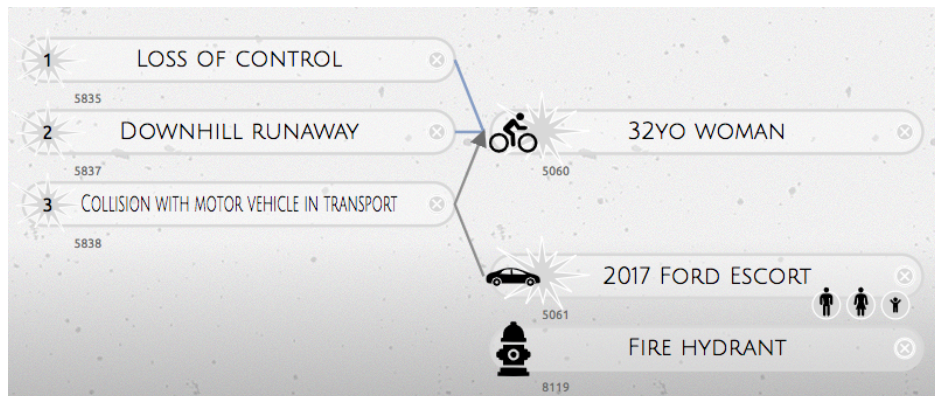 1 Loss of control
5835
2 Downhill runaway
5837
3 Collision with motor vehicle in transport
5838
32yo woman
5060
2017 Ford Escort
5061
Fire hydrant
8119